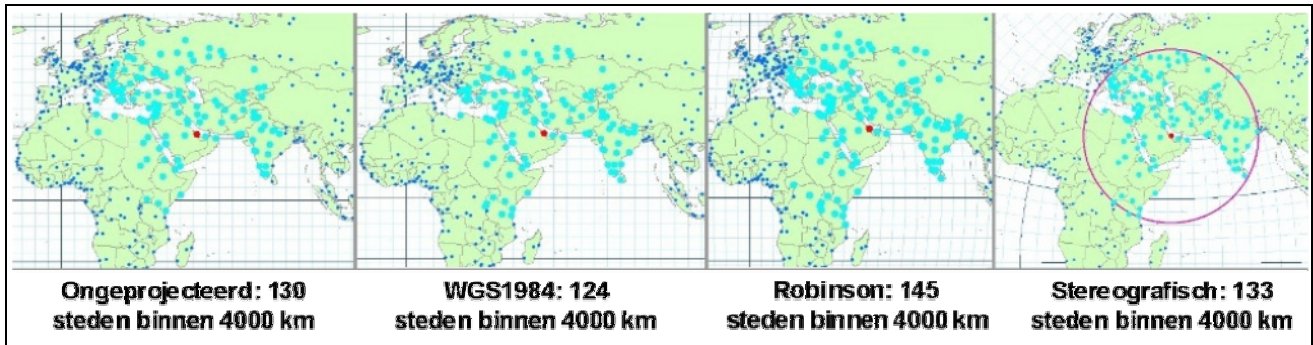 Ongeprojecteerd: 130
steden binnen 4000 km
WGS1984: 124
steden binnen 4000 km
Robinson: 145
steden binnen 4000 km
Stereografisch: 133
steden binnen 4000 km